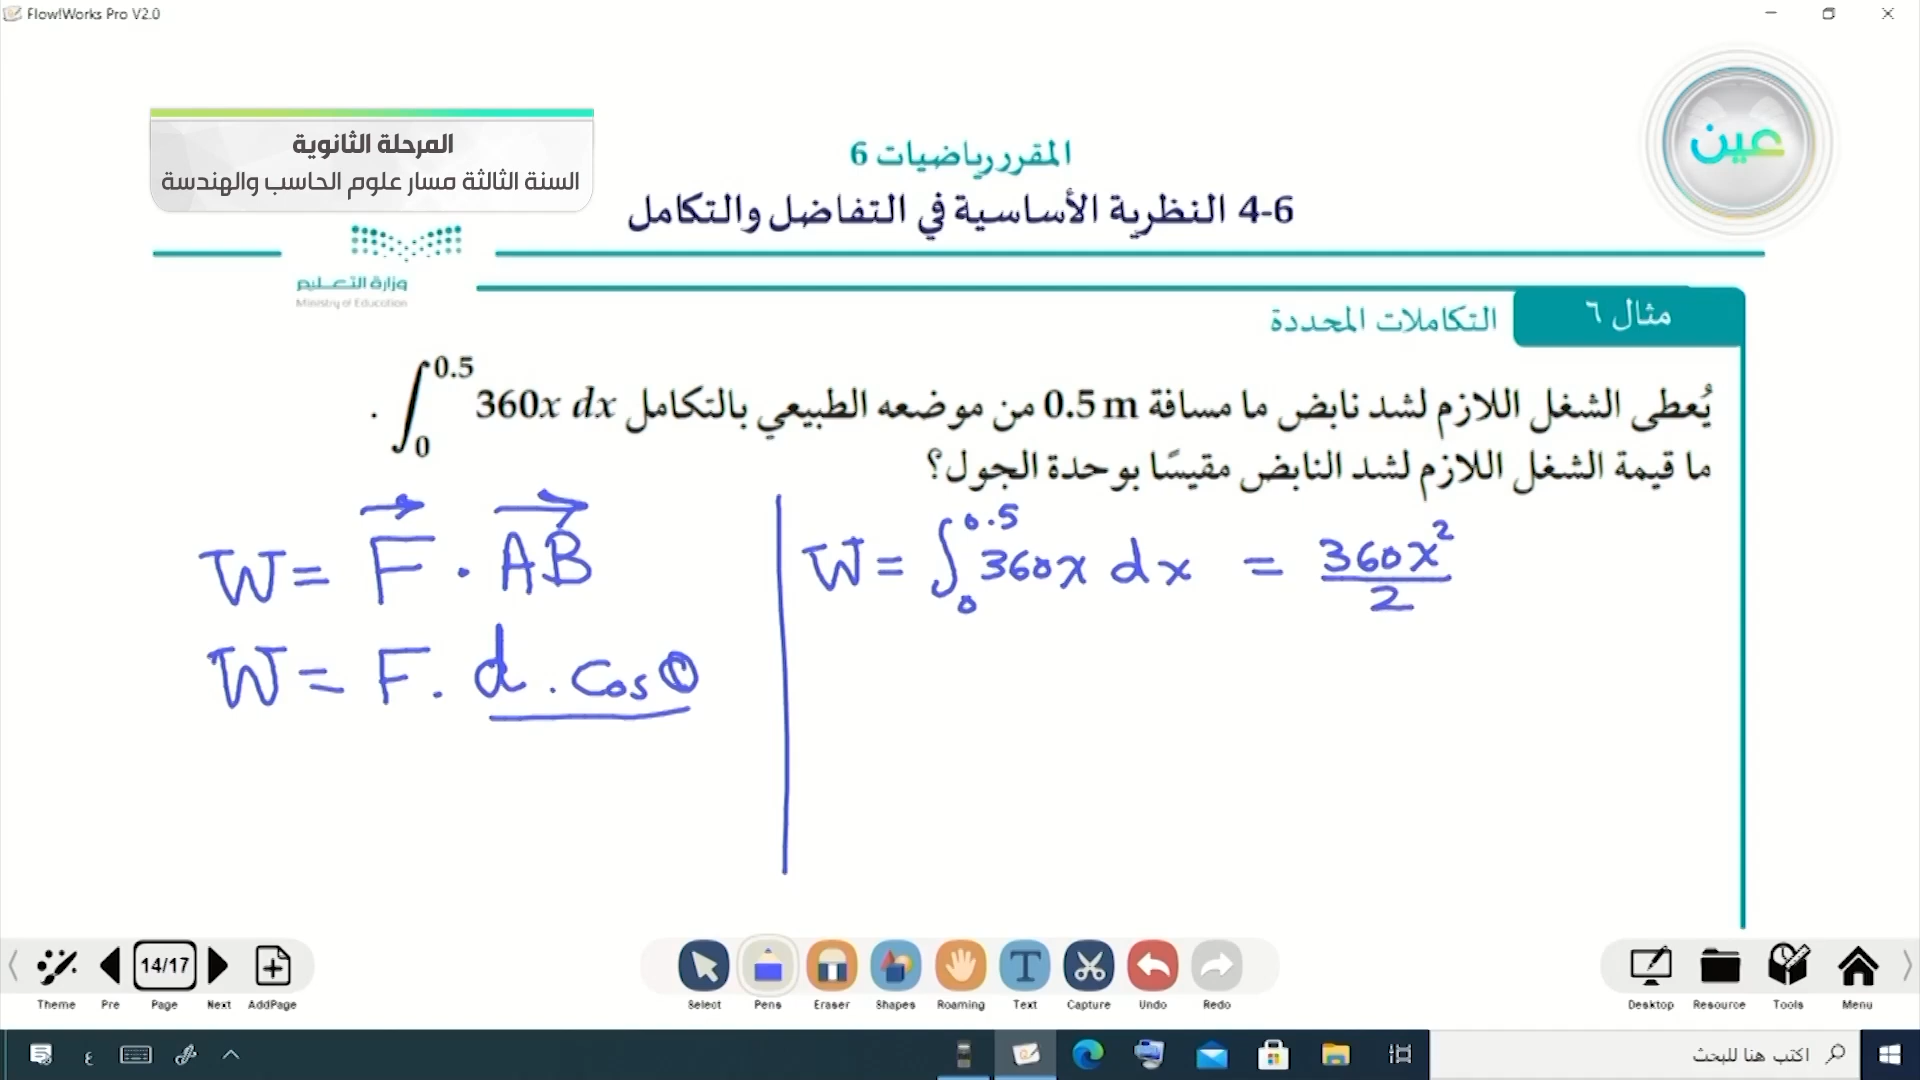 Flow!Works Pro V2.0
المرحلة الثانوية
السنة الثالثة مسار علوم الحاسب والهندسة
عين
المقرر رياضيات 6
4-6 النظرية الأساسية في التفاضل والتكامل
وزارة التعليم
Ministry of Education
مثال ٦
التكاملات المحددة
يُعطى الشغل اللازم لشد نابض ما مسافة 0.5 m من موضعه الطبيعي بالتكامل ∫₀^0.5 360x dx .
ما قيمة الشغل اللازم لشد النابض مقيسًا بوحدة الجول؟
W = F→ · AB→
W = F. d . cos θ
W = ∫₀^0.5 360x dx = 360x²/2
14/17
Theme Pre Page Next AddPage
Select Pens Eraser Shapes Roaming Text Capture Undo Redo
Desktop Resource Tools Menu
ع
اكتب هنا للبحث